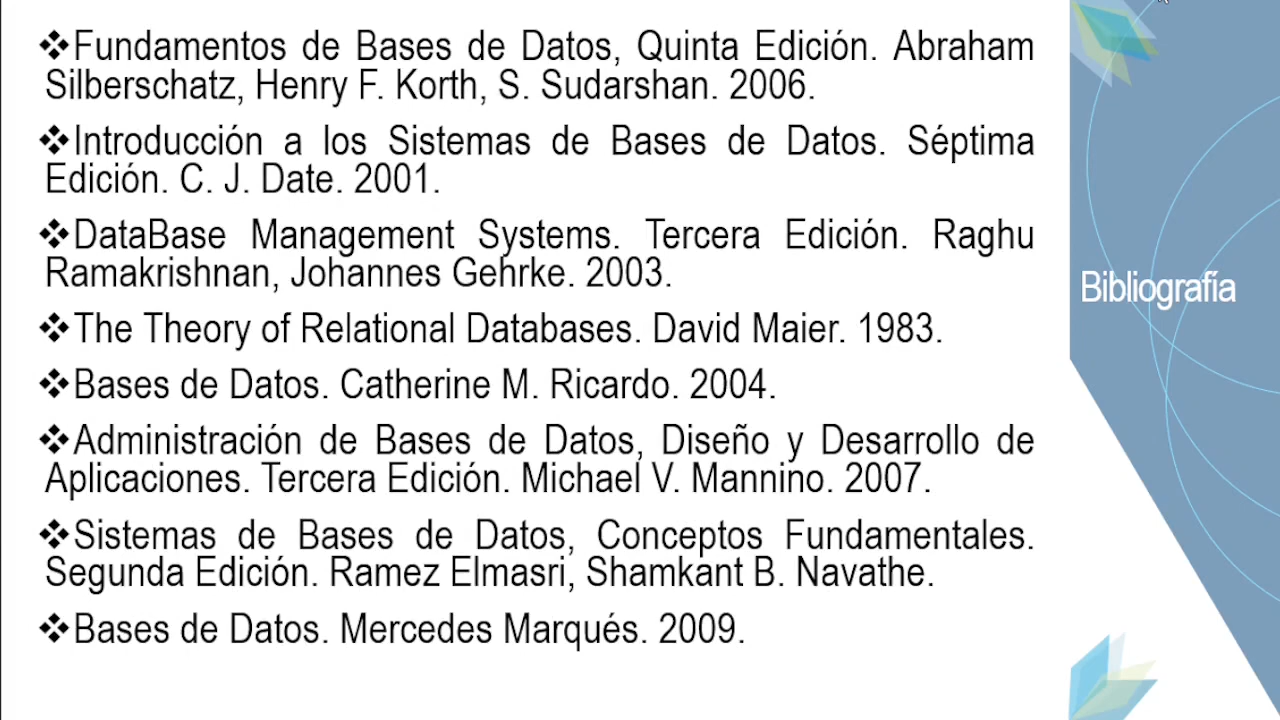 ❖Fundamentos de Bases de Datos, Quinta Edición. Abraham
Silberschatz, Henry F. Korth, S. Sudarshan. 2006.
❖Introducción a los Sistemas de Bases de Datos. Séptima
Edición. C. J. Date. 2001.
❖DataBase Management Systems. Tercera Edición. Raghu
Ramakrishnan, Johannes Gehrke. 2003.
❖The Theory of Relational Databases. David Maier. 1983.
❖Bases de Datos. Catherine M. Ricardo. 2004.
❖Administración de Bases de Datos, Diseño y Desarrollo de
Aplicaciones. Tercera Edición. Michael V. Mannino. 2007.
❖Sistemas de Bases de Datos, Conceptos Fundamentales.
Segunda Edición. Ramez Elmasri, Shamkant B. Navathe.
❖Bases de Datos. Mercedes Marqués. 2009.
Bibliografía